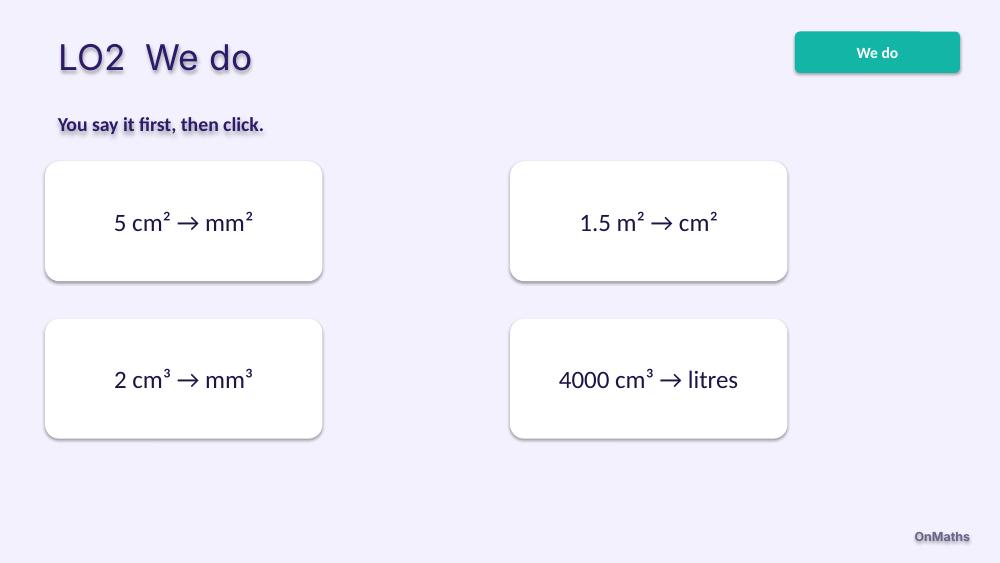 LO2  We do
We do
You say it first, then click.
5 cm² → mm²
1.5 m² → cm²
2 cm³ → mm³
4000 cm³ → litres
OnMaths